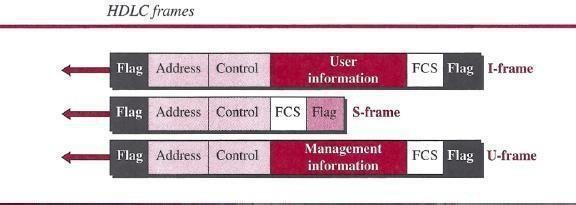 HDLC frames
Flag Address Control User information FCS Flag I-frame
Flag Address Control FCS Flag S-frame
Flag Address Control Management information FCS Flag U-frame